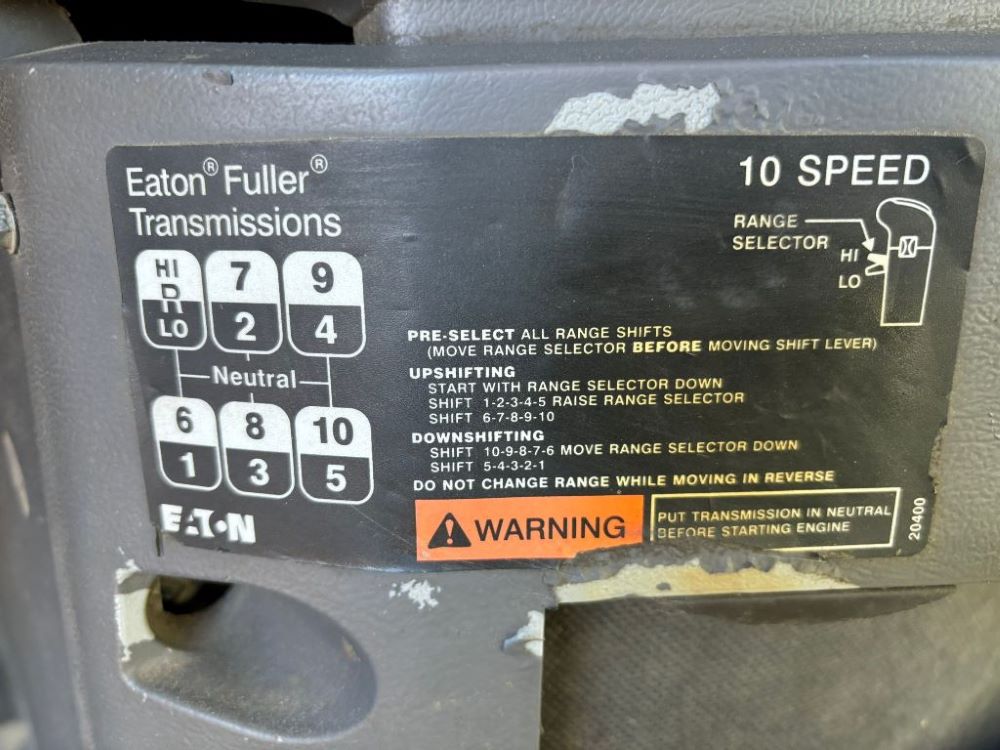 Eaton® Fuller®
Transmissions
10 SPEED
RANGE
SELECTOR
HI
LO
HI
R
LO
7
2
9
4
Neutral
6
1
8
3
10
5
EATON
PRE-SELECT ALL RANGE SHIFTS
(MOVE RANGE SELECTOR BEFORE MOVING SHIFT LEVER)
UPSHIFTING
START WITH RANGE SELECTOR DOWN
SHIFT 1-2-3-4-5 RAISE RANGE SELECTOR
SHIFT 6-7-8-9-10
DOWNSHIFTING
SHIFT 10-9-8-7-6 MOVE RANGE SELECTOR DOWN
SHIFT 5-4-3-2-1
DO NOT CHANGE RANGE WHILE MOVING IN REVERSE
WARNING
PUT TRANSMISSION IN NEUTRAL
BEFORE STARTING ENGINE
20400